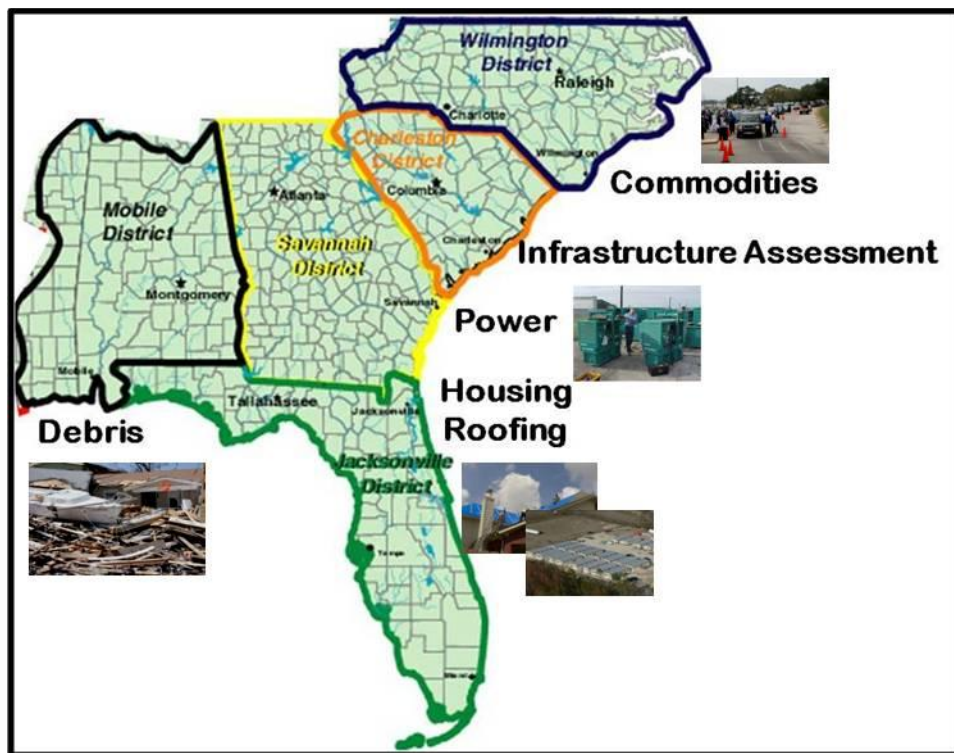 Wilmington
District
Raleigh
Charlotte
Wilmington
Charleston
District
Columbia
Charleston
Commodities
Atlanta
Mobile
District
Savannah
District
Infrastructure Assessment
Montgomery
Savannah
Power
Mobile
Housing
Roofing
Tallahassee
Jacksonville
Debris
Jacksonville
District
Tampa
Miami